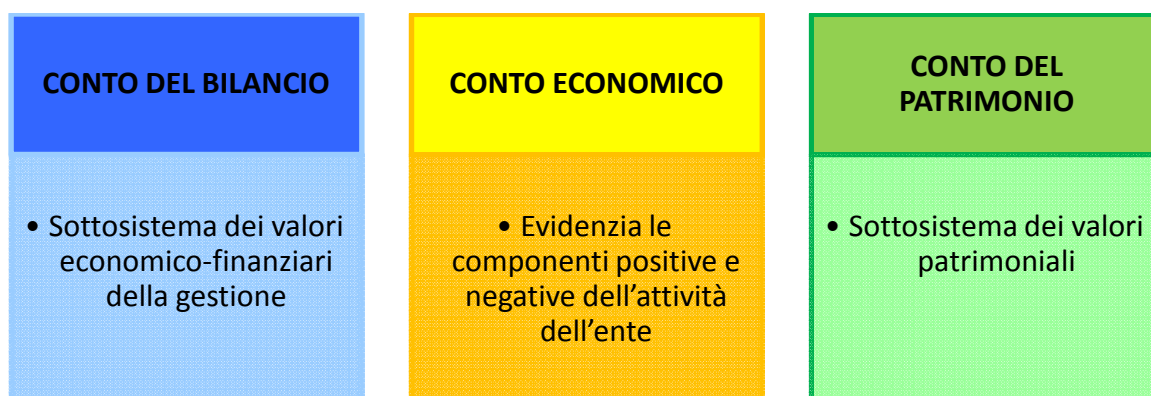 CONTO DEL BILANCIO
• Sottosistema dei valori
economico-finanziari
della gestione
CONTO ECONOMICO
• Evidenzia le
componenti positive e
negative dell’attività
dell’ente
CONTO DEL
PATRIMONIO
• Sottosistema dei valori
patrimoniali